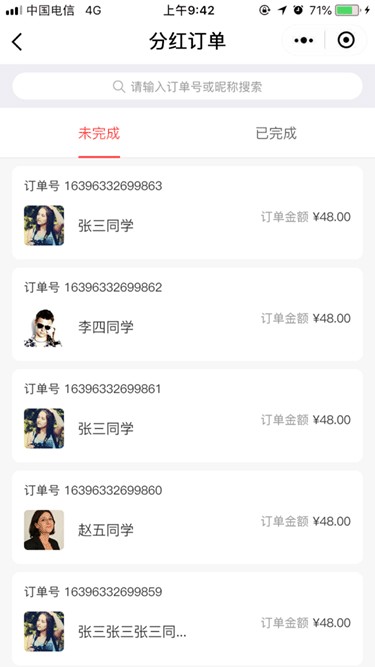 中国电信 4G 上午9:42 71%
分红订单
请输入订单号或昵称搜索
未完成 已完成
订单号 16396332699863
张三同学 订单金额 ¥48.00
订单号 16396332699862
李四同学 订单金额 ¥48.00
订单号 16396332699861
张三同学 订单金额 ¥48.00
订单号 16396332699860
赵五同学 订单金额 ¥48.00
订单号 16396332699859
张三张三张三同... 订单金额 ¥48.00